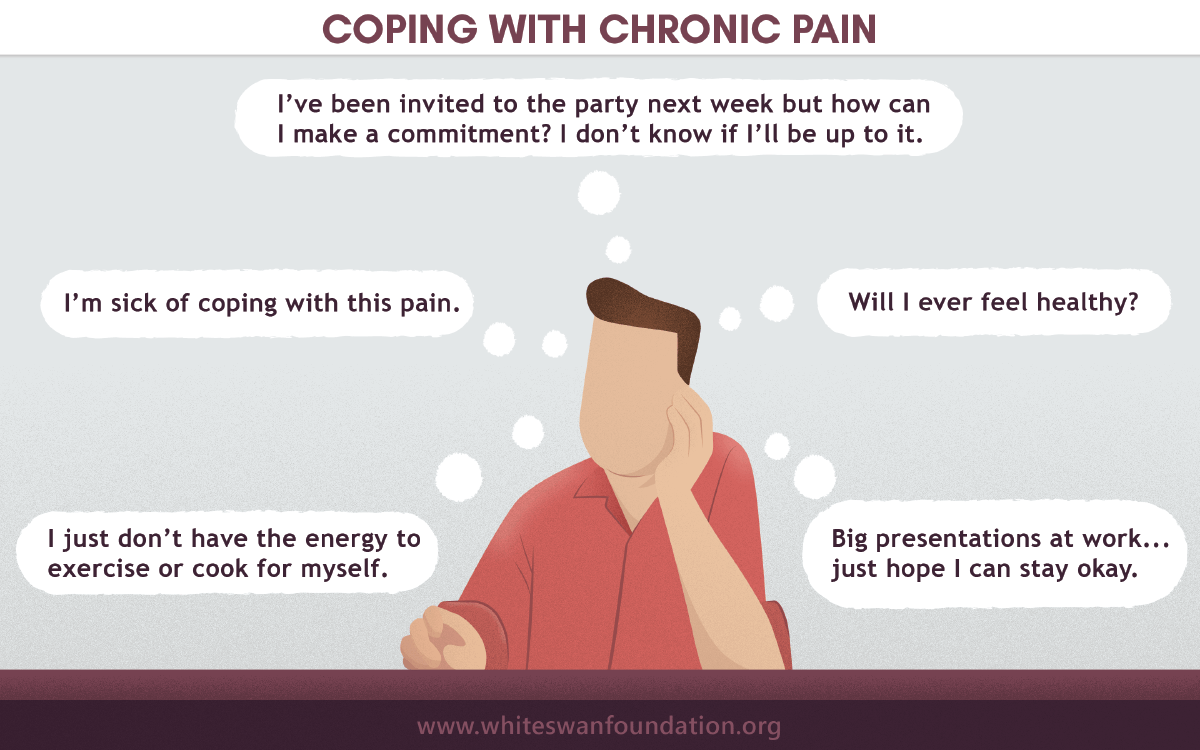 COPING WITH CHRONIC PAIN
I've been invited to the party next week but how can
I make a commitment? I don't know if I'll be up to it.
I'm sick of coping with this pain.
Will I ever feel healthy?
I just don't have the energy to
exercise or cook for myself.
Big presentations at work...
just hope I can stay okay.
www.whiteswanfoundation.org